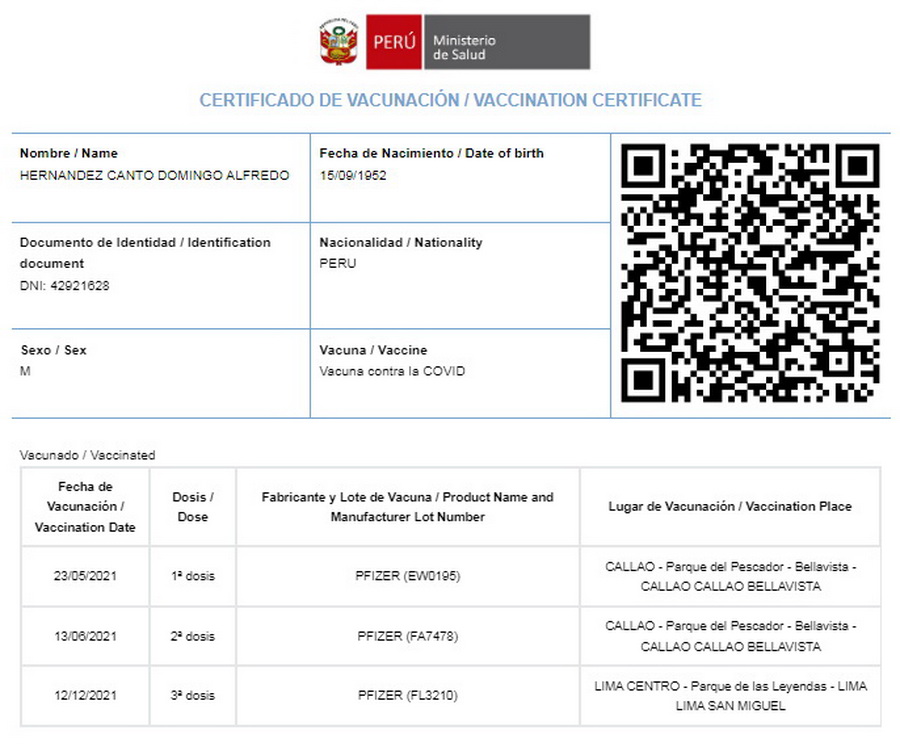 PERÚ
Ministerio
de Salud
CERTIFICADO DE VACUNACIÓN / VACCINATION CERTIFICATE
Nombre / Name
HERNANDEZ CANTO DOMINGO ALFREDO
Fecha de Nacimiento / Date of birth
15/09/1952
Documento de Identidad / Identification
document
DNI: 42921628
Nacionalidad / Nationality
PERU
Sexo / Sex
M
Vacuna / Vaccine
Vacuna contra la COVID
Vacunado / Vaccinated
Fecha de
Vacunación /
Vaccination Date
Dosis /
Dose
Fabricante y Lote de Vacuna / Product Name and
Manufacturer Lot Number
Lugar de Vacunación / Vaccination Place
23/05/2021
1ª dosis
PFIZER (EW0195)
CALLAO - Parque del Pescador - Bellavista -
CALLAO CALLAO BELLAVISTA
13/06/2021
2ª dosis
PFIZER (FA7478)
CALLAO - Parque del Pescador - Bellavista -
CALLAO CALLAO BELLAVISTA
12/12/2021
3ª dosis
PFIZER (FL3210)
LIMA CENTRO - Parque de las Leyendas - LIMA
LIMA SAN MIGUEL